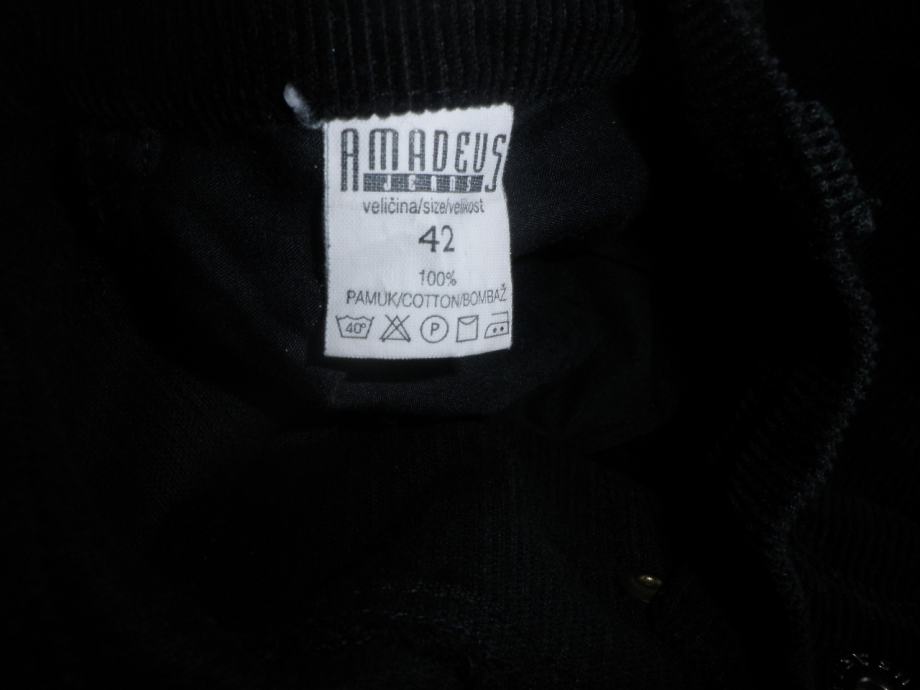 AMADEUS
JEANS
veličina/size/velikost
42
100%
PAMUK/COTTON/BOMBAŽ
40° P